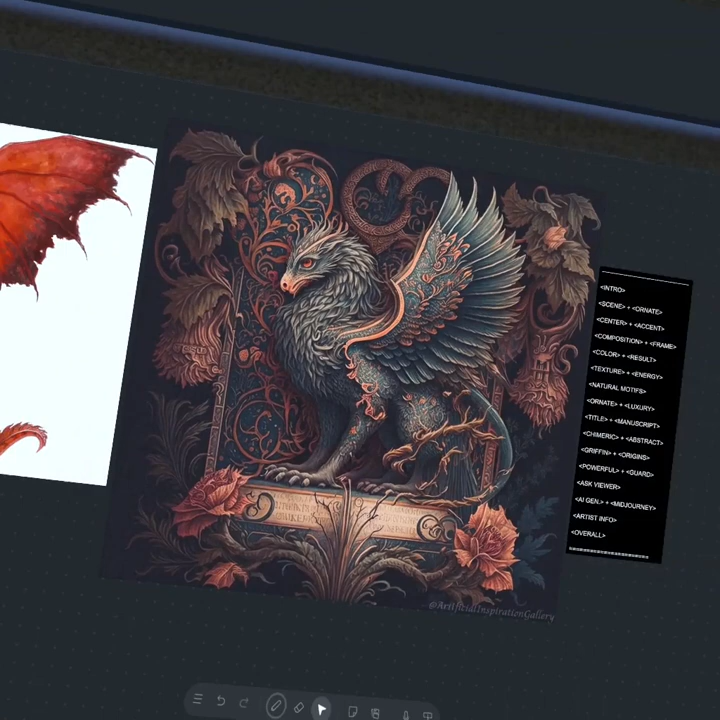 <INTRO>
<SCENE> + <ORNATE>
<CENTER> + <ACCENT>
<COMPOSITION> + <FRAME>
<COLOR> + <RESULT>
<TEXTURE> + <ENERGY>
<NATURAL MOTIFS>
<ORNATE> + <LUXURY>
<TITLE> + <MANUSCRIPT>
<CHIMERIC> + <ABSTRACT>
<GRIFFIN> + <ORIGINS>
<POWERFUL> + <GUARD>
<ASK VIEWER>
<AI GEN.> + <MIDJOURNEY>
<ARTIST INFO>
<OVERALL>
@ArtificialInspirationGallery